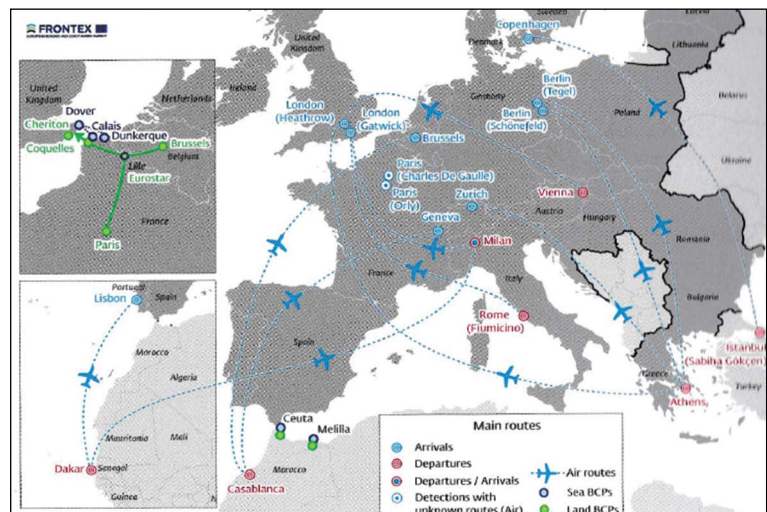 FRONTEX
United
Kingdom
Netherlands
Dover
Cheriton
Calais
Dunkerque
Coquelles
Brussels
Belgium
Lille
Eurostar
France
Paris
Portugal
Lisbon
Spain
Morocco
Algeria
Mauritania
Mali
Dakar
Senegal
Guinea
Copenhagen
Sweden
Denmark
Latvia
Lithuania
Belarus
United
Kingdom
Ireland
Berlin
(Tegel)
Germany
Poland
London
(Heathrow)
London
(Gatwick)
Berlin
(Schönefeld)
Brussels
Ukraine
Paris
(Charles De Gaulle)
Paris
(Orly)
Zurich
Vienna
Geneva
Austria
Hungary
Milan
Romania
France
Italy
Rome
(Fiumicino)
Bulgaria
Spain
Istanbul
(Sabiha Gökçen)
Greece
Turkey
Athens,
Ceuta
Melilla
Morocco
Casablanca
Main routes
Arrivals
Departures
Departures / Arrivals
Detections with
unknown routes (Air)
Air routes
Sea BCPs
Land BCPs